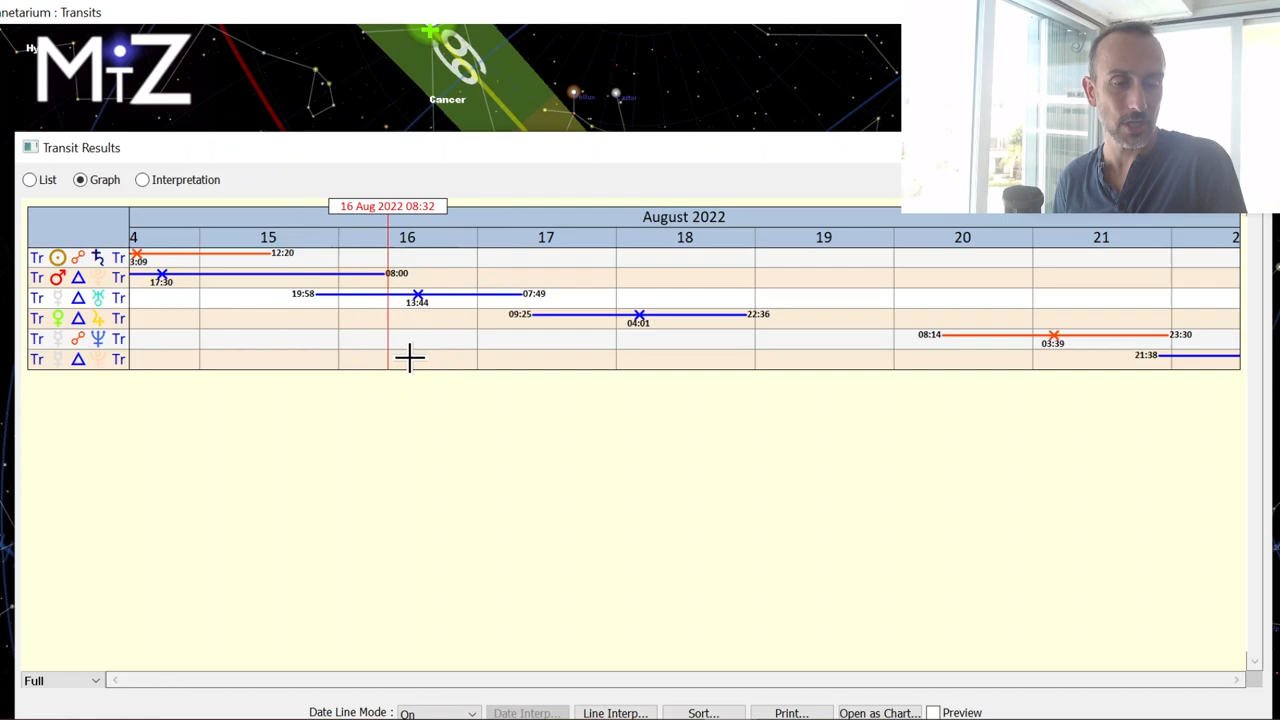 netarium : Transits
Hy
MTZ
Cancer
Pollux
Castor
Transit Results
List
Graph
Interpretation
16 Aug 2022 08:32
August 2022
4
15
16
17
18
19
20
21
2
Tr Tr
3:09
12:20
Tr Tr
17:30
08:00
Tr Tr
19:58
13:44
07:49
Tr Tr
09:25
04:01
22:36
Tr Tr
08:14
03:39
23:30
Tr Tr
21:38
Full
Date Line Mode :
On
Date Interp...
Line Interp...
Sort...
Print...
Open as Chart...
Preview